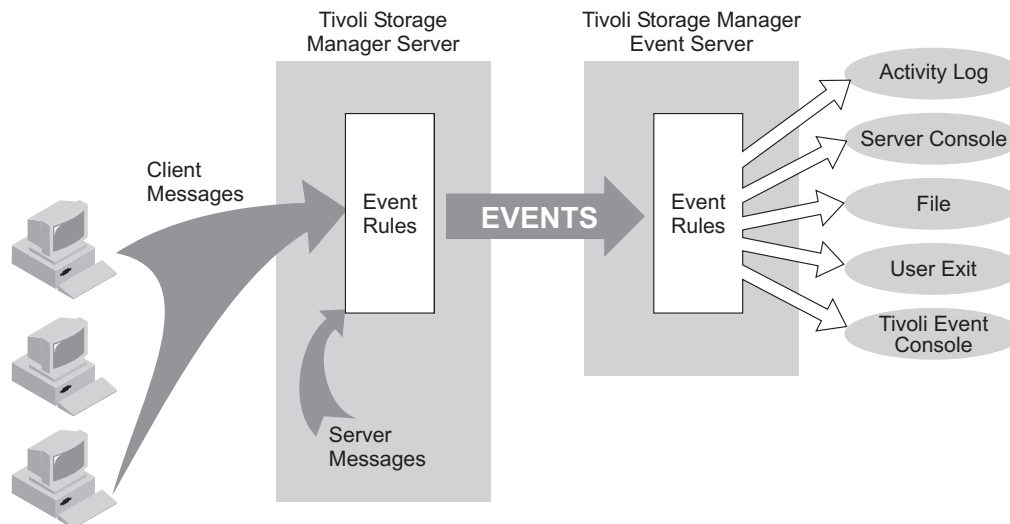 Tivoli Storage
Manager Server
Tivoli Storage Manager
Event Server
Activity Log
Server Console
Client
Messages
Event
Rules
EVENTS
Event
Rules
File
User Exit
Tivoli Event
Console
Server
Messages